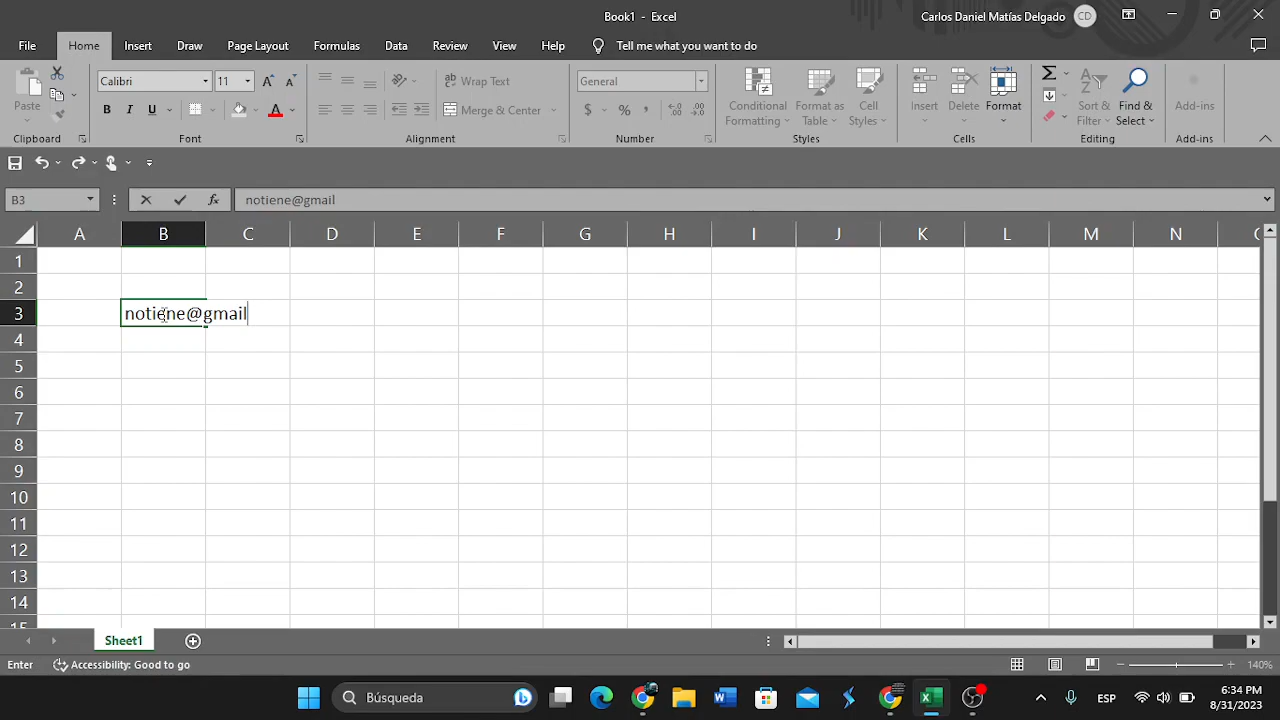 Book1 - Excel
Carlos Daniel Matías Delgado
CD
File
Home
Insert
Draw
Page Layout
Formulas
Data
Review
View
Help
Tell me what you want to do
Paste
Clipboard
Calibri
11
B
I
U
A
Font
Wrap Text
Merge & Center
Alignment
General
$
%
Number
Conditional
Formatting
Format as
Table
Cell
Styles
Styles
Insert
Delete
Format
Cells
Sort &
Filter
Find &
Select
Editing
Add-ins
Add-ins
B3
fx
notiene@gmail
A B C D E F G H I J K L M N
1
2
3 notiene@gmail
4
5
6
7
8
9
10
11
12
13
14
15
Sheet1
Enter
Accessibility: Good to go
140%
Búsqueda
ESP
6:34 PM
8/31/2023